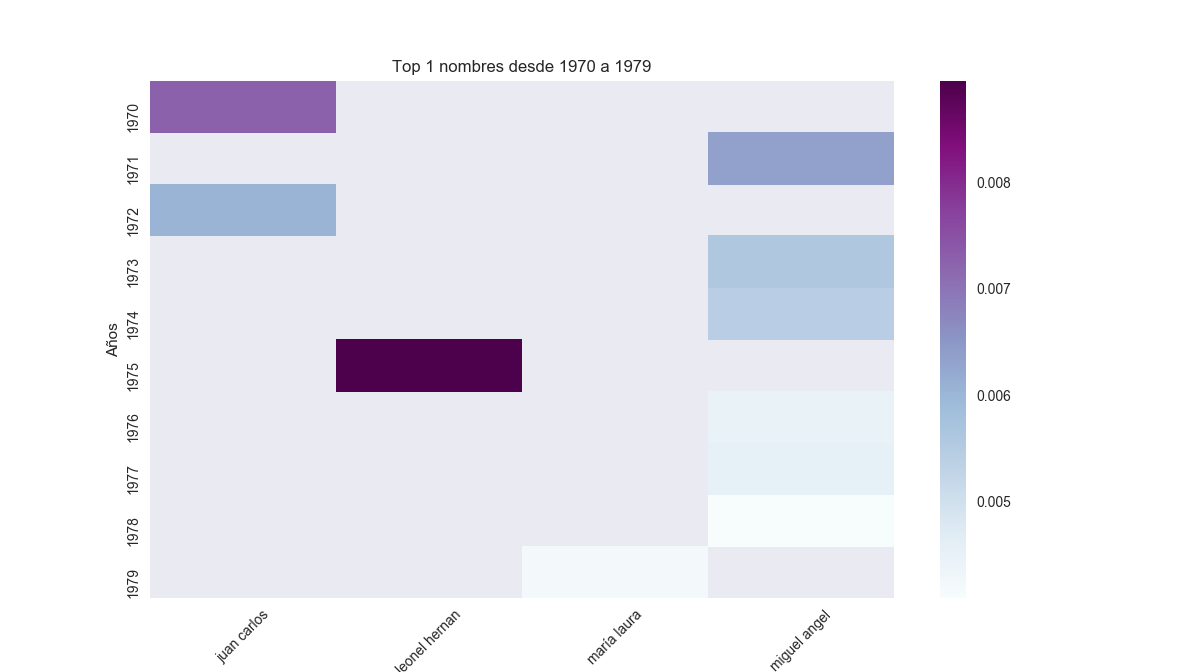 Top 1 nombres desde 1970 a 1979
Años
1970
1971
1972
1973
1974
1975
1976
1977
1978
1979
juan carlos
leonel hernan
maría laura
miguel angel
0.008
0.007
0.006
0.005